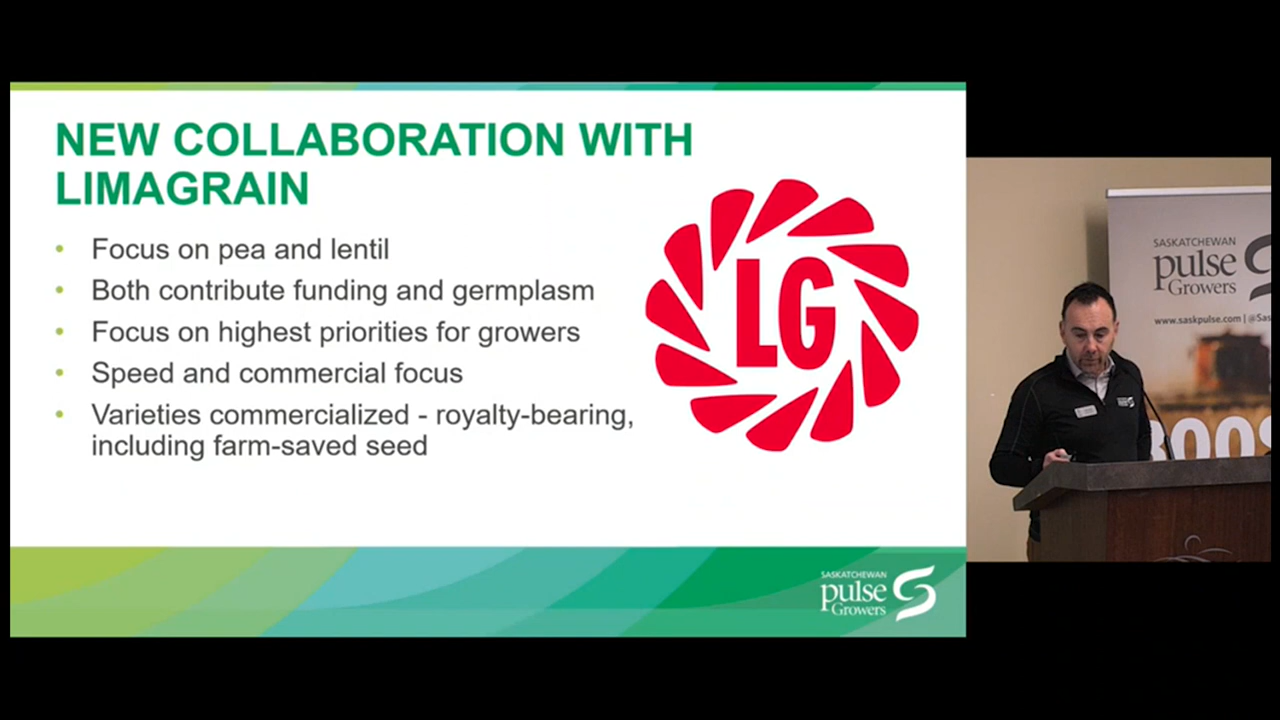 NEW COLLABORATION WITH
LIMAGRAIN
• Focus on pea and lentil
• Both contribute funding and germplasm
• Focus on highest priorities for growers
• Speed and commercial focus
• Varieties commercialized - royalty-bearing,
including farm-saved seed
LG
SASKATCHEWAN
pulse
Growers
SASKATCHEWAN
pulse
Growers
www.saskpulse.com | @Sas
BOOS